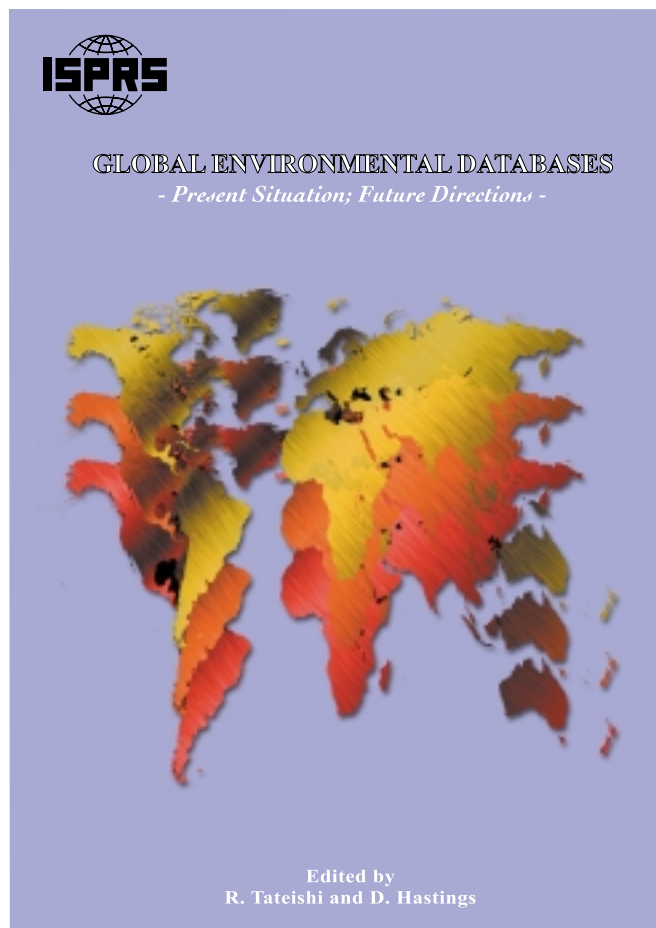 ISPRS
GLOBAL ENVIRONMENTAL DATABASES
- Present Situation; Future Directions -
Edited by
R. Tateishi and D. Hastings